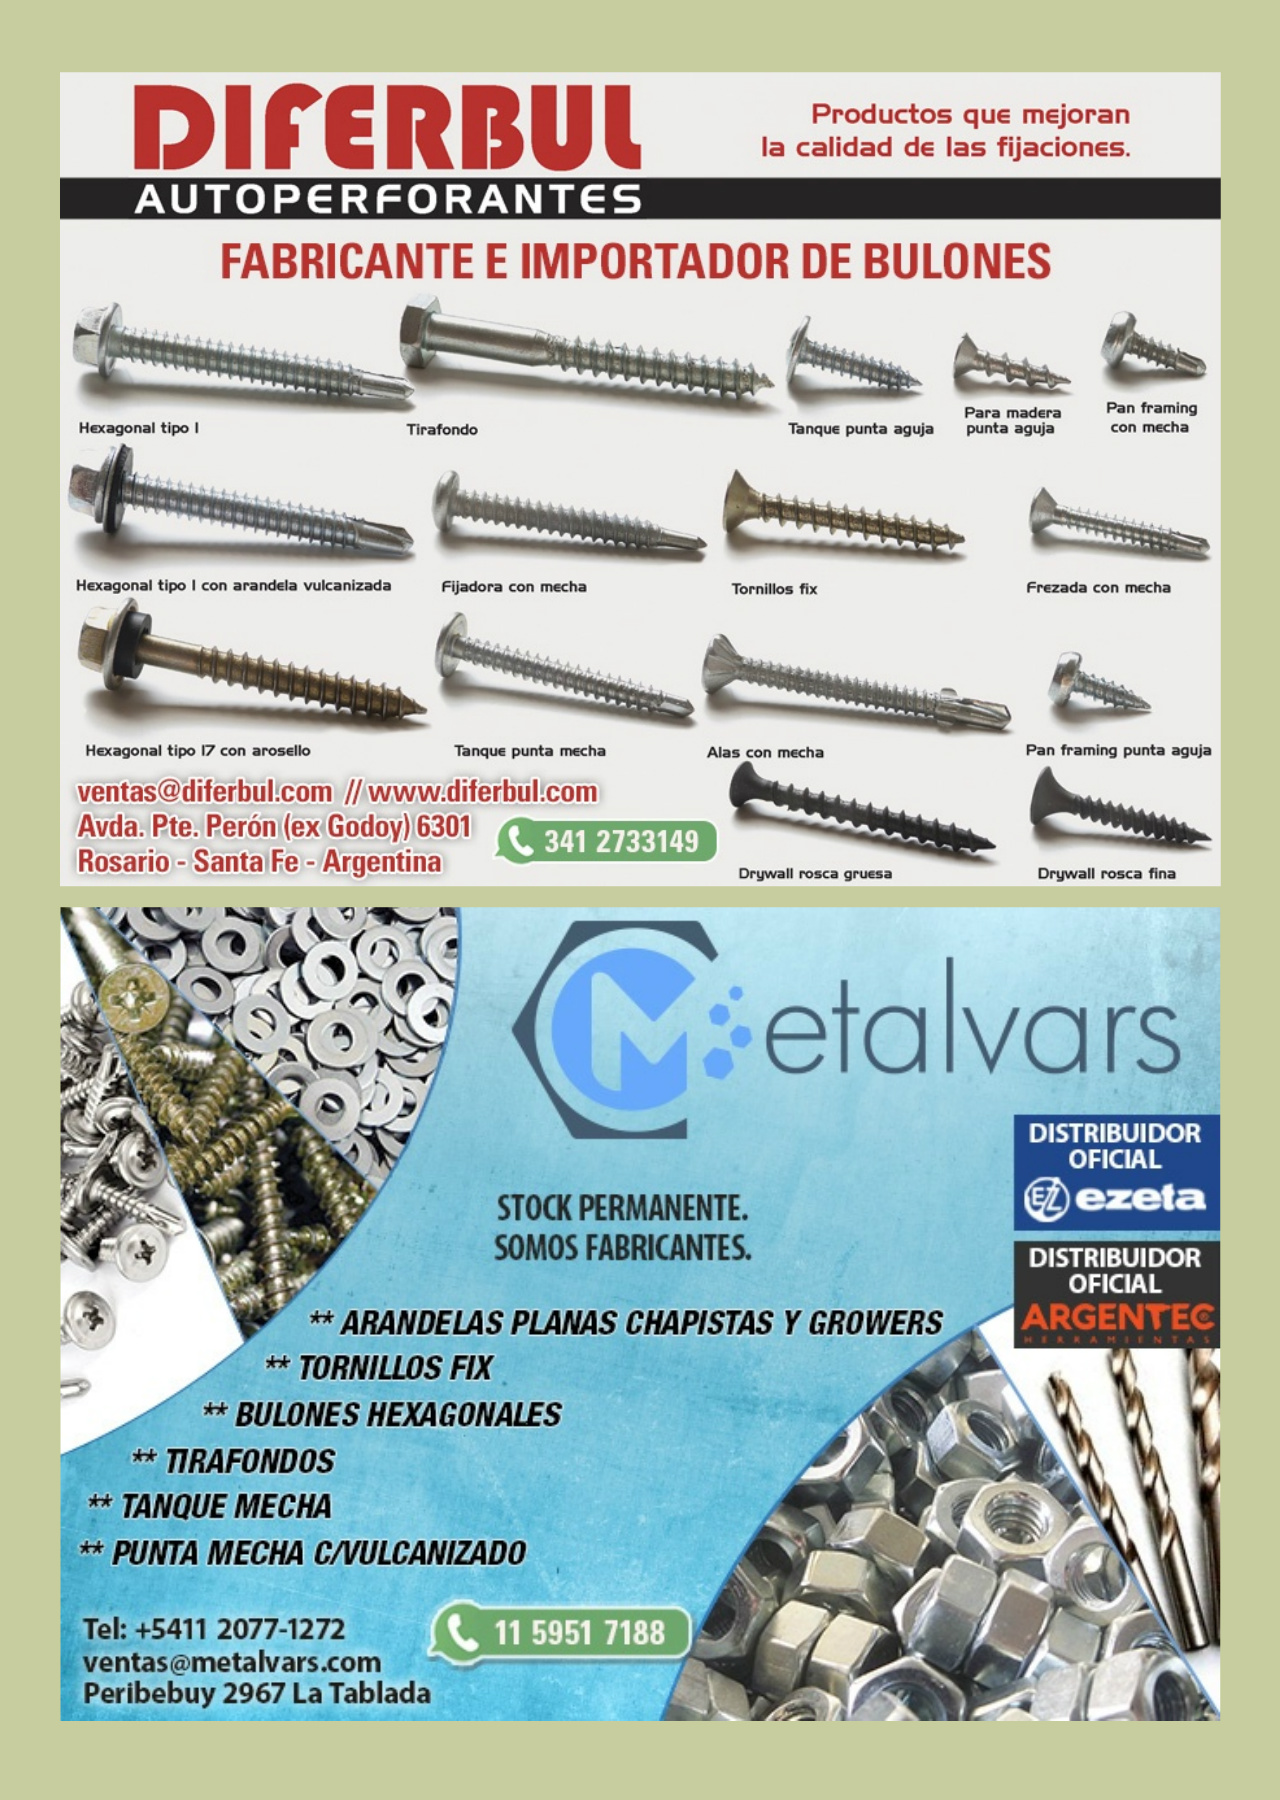 DIFERBUL
AUTOPERFORANTES
Productos que mejoran
la calidad de las fijaciones.
FABRICANTE E IMPORTADOR DE BULONES
Hexagonal tipo 1
Tirafondo
Tanque punta aguja
Para madera
punta aguja
Pan framing
con mecha
Hexagonal tipo 1 con arandela vulcanizada
Fijadora con mecha
Tornillos fix
Frezada con mecha
Hexagonal tipo 17 con arosello
Tanque punta mecha
Alas con mecha
Pan framing punta aguja
Drywall rosca gruesa
Drywall rosca fina
ventas@diferbul.com // www.diferbul.com
Avda. Pte. Perón (ex Godoy) 6301
Rosario - Santa Fe - Argentina
341 2733149
Metalvars
DISTRIBUIDOR
OFICIAL
EZ ezeta
DISTRIBUIDOR
OFICIAL
ARGENTEC
HERRAMIENTAS
STOCK PERMANENTE.
SOMOS FABRICANTES.
** ARANDELAS PLANAS CHAPISTAS Y GROWERS
** TORNILLOS FIX
** BULONES HEXAGONALES
** TIRAFONDOS
** TANQUE MECHA
** PUNTA MECHA C/VULCANIZADO
Tel: +5411 2077-1272
ventas@metalvars.com
Peribebuy 2967 La Tablada
11 5951 7188